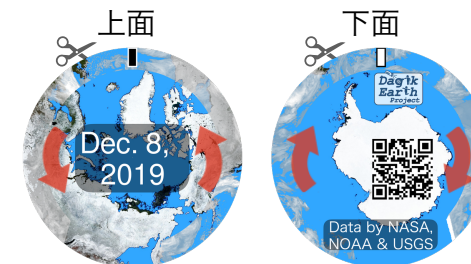 上面
下面
Dec. 8,
2019
Dagik
Earth
Project
Data by NASA,
NOAA & USGS